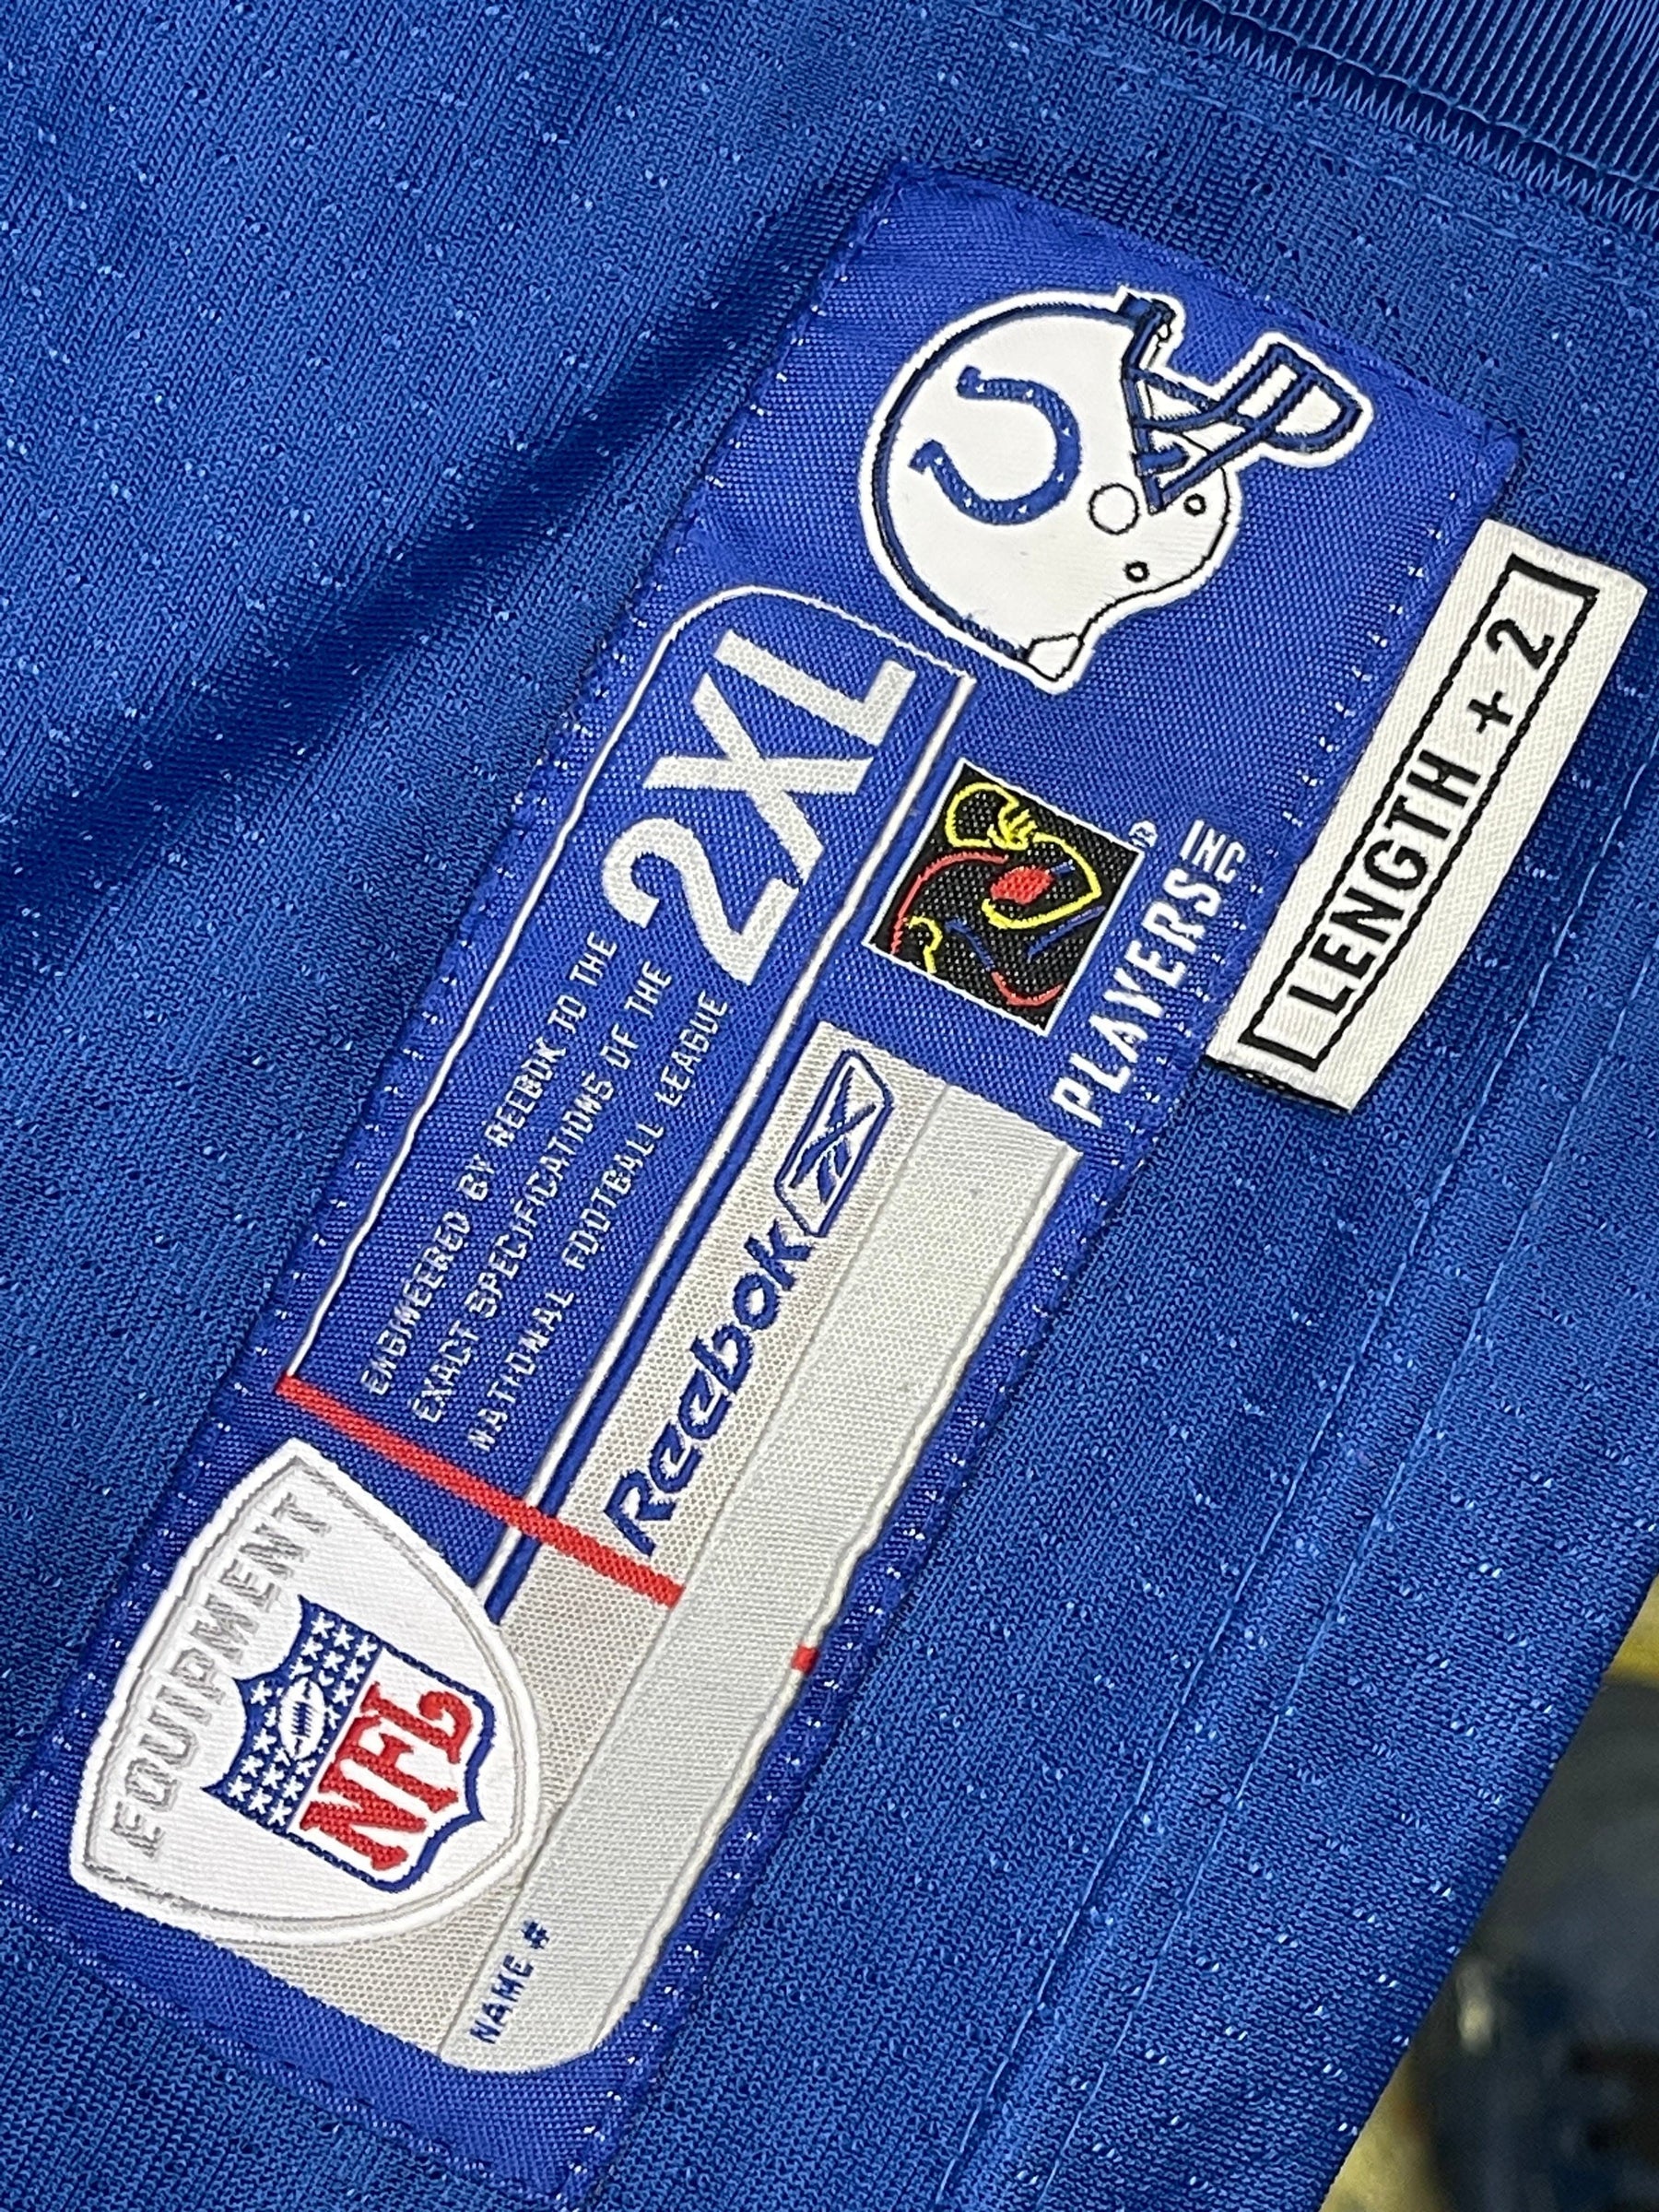 2XL
ENGINEERED BY REEBOK TO THE
EXACT SPECIFICATIONS OF THE
NATIONAL FOOTBALL LEAGUE
Reebok
PLAYERS INC
®
LENGTH + 2
EQUIPMENT
NFL
NAME #